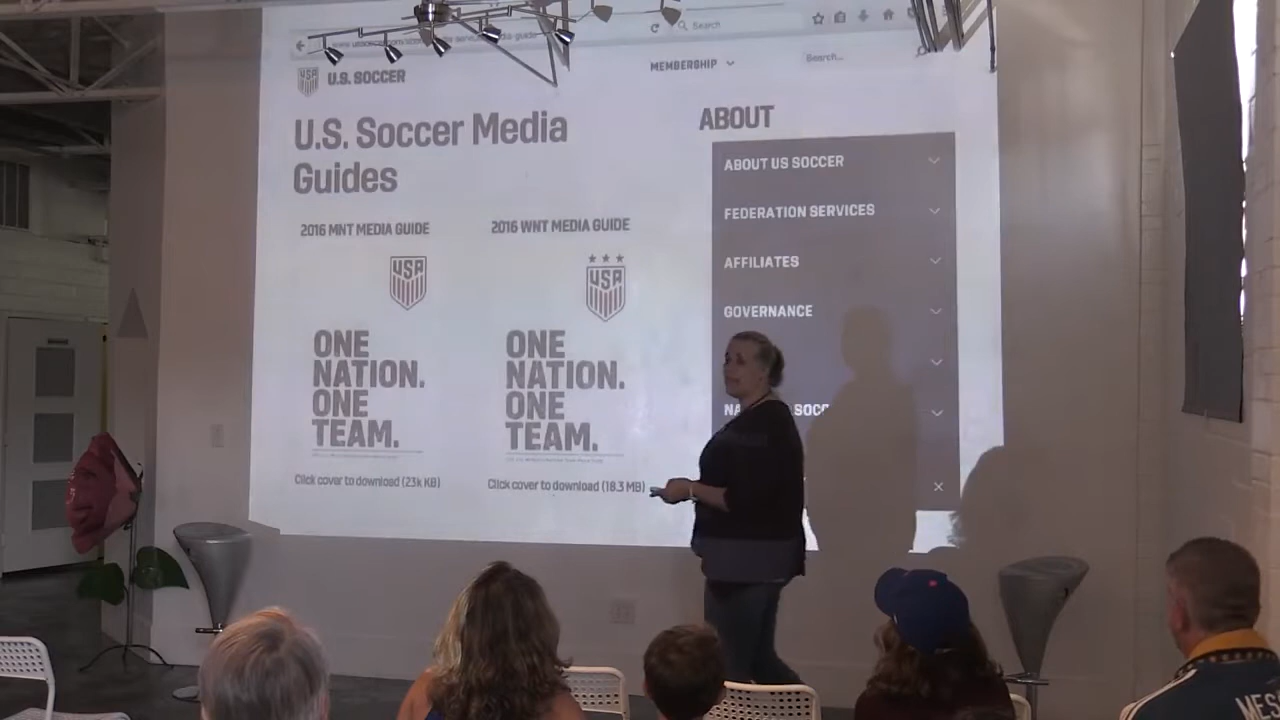 Search
USA U.S. SOCCER
MEMBERSHIP
Search...
U.S. Soccer Media
Guides
ABOUT
2016 MNT MEDIA GUIDE
2016 WNT MEDIA GUIDE
USA
USA
ONE
NATION.
ONE
TEAM.
ONE
NATION.
ONE
TEAM.
Click cover to download (23k KB)
Click cover to download (18.3 MB)
ABOUT US SOCCER
FEDERATION SERVICES
AFFILIATES
GOVERNANCE
MES